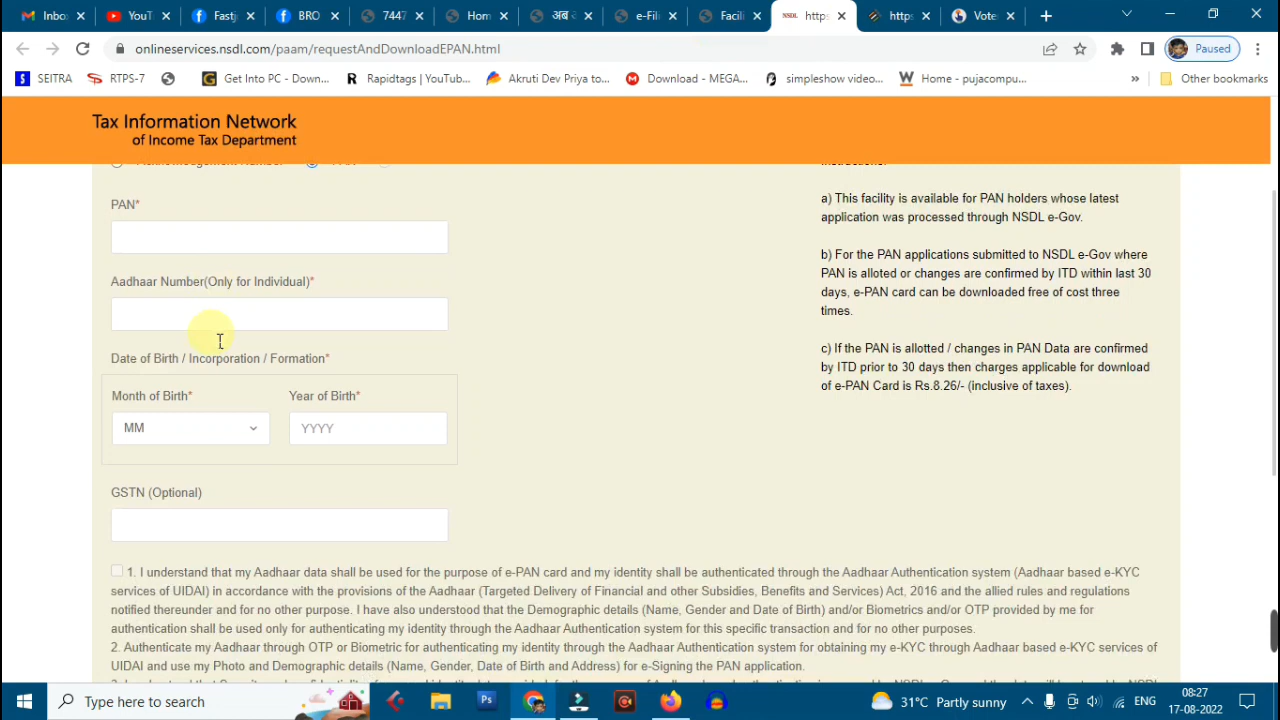 Inbox
YouT
Fastj
BRO
7447
Hom
अब
e-Fil
Facili
NSDL https:
https:
Vote
onlineservices.nsdl.com/paam/requestAndDownloadEPAN.html
Paused
SEITRA
RTPS-7
Get Into PC - Down...
Rapidtags | YouTub...
Akruti Dev Priya to...
Download - MEGA...
simpleshow video...
Home - pujacompu...
»
Other bookmarks
Tax Information Network
of Income Tax Department
PAN*
Aadhaar Number(Only for Individual)*
Date of Birth / Incorporation / Formation*
Month of Birth*
Year of Birth*
MM
YYYY
GSTN (Optional)
a) This facility is available for PAN holders whose latest
application was processed through NSDL e-Gov.
b) For the PAN applications submitted to NSDL e-Gov where
PAN is alloted or changes are confirmed by ITD within last 30
days, e-PAN card can be downloaded free of cost three
times.
c) If the PAN is allotted / changes in PAN Data are confirmed
by ITD prior to 30 days then charges applicable for download
of e-PAN Card is Rs.8.26/- (inclusive of taxes).
1. I understand that my Aadhaar data shall be used for the purpose of e-PAN card and my identity shall be authenticated through the Aadhaar Authentication system (Aadhaar based e-KYC
services of UIDAI) in accordance with the provisions of the Aadhaar (Targeted Delivery of Financial and other Subsidies, Benefits and Services) Act, 2016 and the allied rules and regulations
notified thereunder and for no other purpose. I have also understood that the Demographic details (Name, Gender and Date of Birth) and/or Biometrics and/or OTP provided by me for
authentication shall be used only for authenticating my identity through the Aadhaar Authentication system for this specific transaction and for no other purposes.
2. Authenticate my Aadhaar through OTP or Biometric for authenticating my identity through the Aadhaar Authentication system for obtaining my e-KYC through Aadhaar based e-KYC services of
UIDAI and use my Photo and Demographic details (Name, Gender, Date of Birth and Address) for e-Signing the PAN application.
Type here to search
31°C Partly sunny
ENG
08:27
17-08-2022